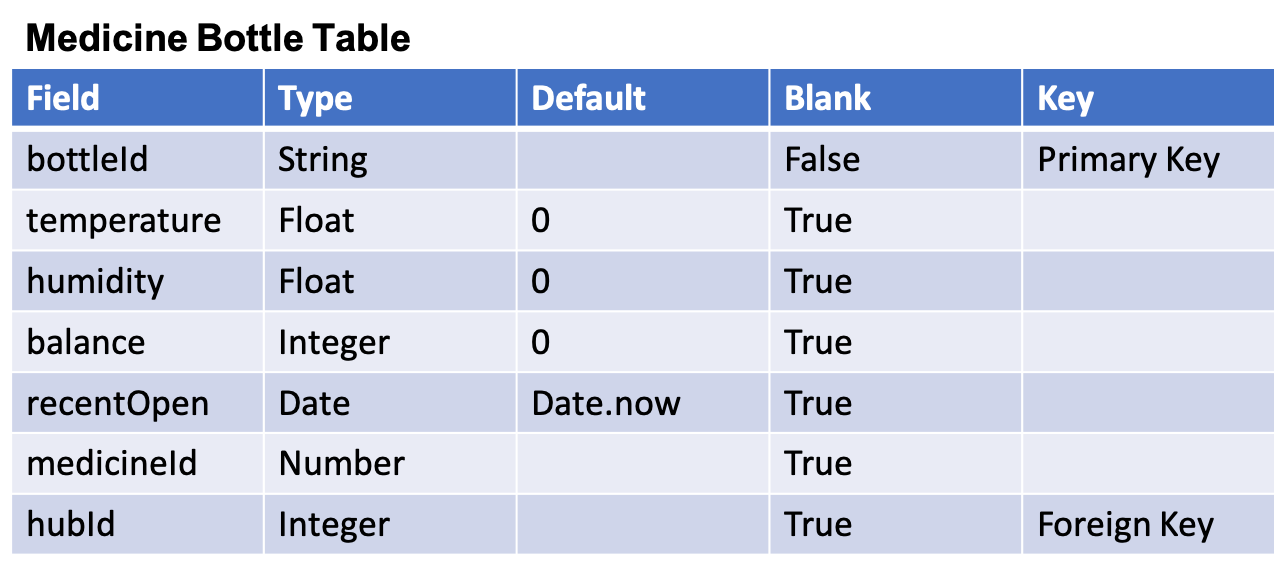 Medicine Bottle Table
Field Type Default Blank Key
bottleId String False Primary Key
temperature Float 0 True
humidity Float 0 True
balance Integer 0 True
recentOpen Date Date.now True
medicineId Number True
hubId Integer True Foreign Key